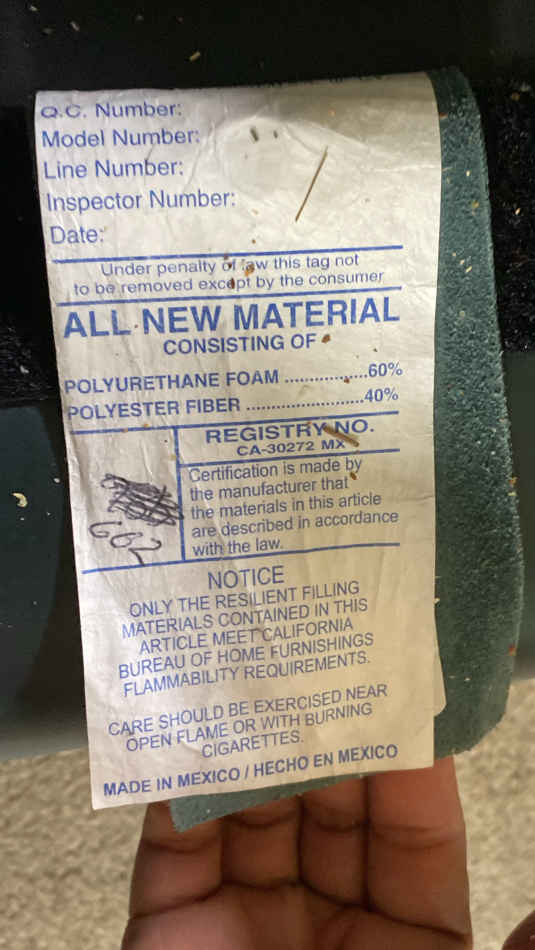 Q.C. Number:
Model Number:
Line Number:
Inspector Number:
Date:
Under penalty of law this tag not
to be removed except by the consumer
ALL NEW MATERIAL
CONSISTING OF
POLYURETHANE FOAM .................60%
POLYESTER FIBER ........................40%
REGISTRY NO.
CA-30272 MX
Certification is made by
the manufacturer that
the materials in this article
are described in accordance
with the law.
602
NOTICE
ONLY THE RESILIENT FILLING
MATERIALS CONTAINED IN THIS
ARTICLE MEET CALIFORNIA
BUREAU OF HOME FURNISHINGS
FLAMMABILITY REQUIREMENTS.
CARE SHOULD BE EXERCISED NEAR
OPEN FLAME OR WITH BURNING
CIGARETTES.
MADE IN MEXICO / HECHO EN MEXICO